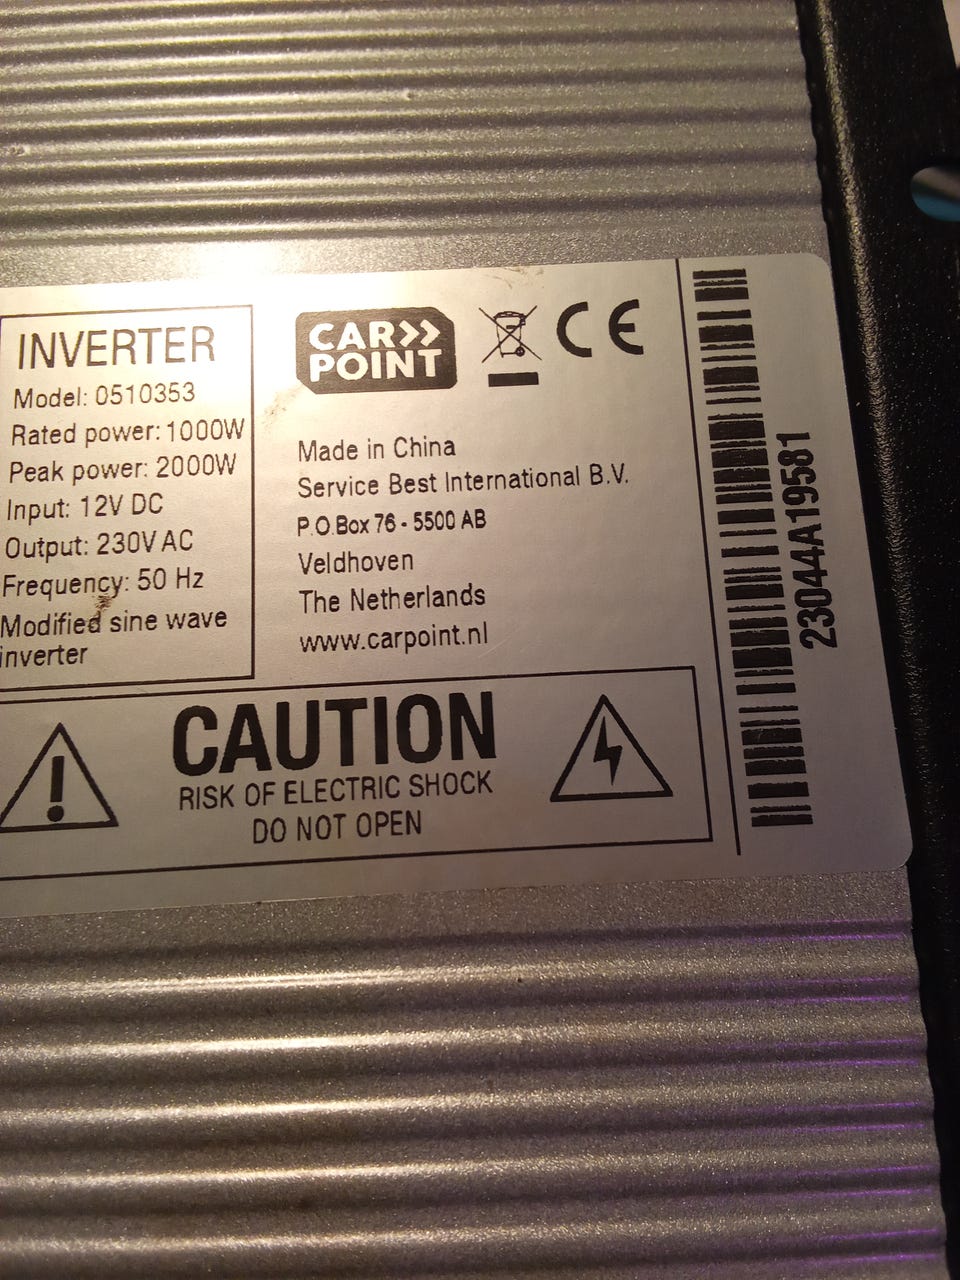 INVERTER
Model: 0510353
Rated power: 1000W
Peak power: 2000W
Input: 12V DC
Output: 230V AC
Frequency: 50 Hz
Modified sine wave
inverter
CAR
POINT
CE
Made in China
Service Best International B.V.
P.O.Box 76 - 5500 AB
Veldhoven
The Netherlands
www.carpoint.nl
CAUTION
RISK OF ELECTRIC SHOCK
DO NOT OPEN
23044A19581